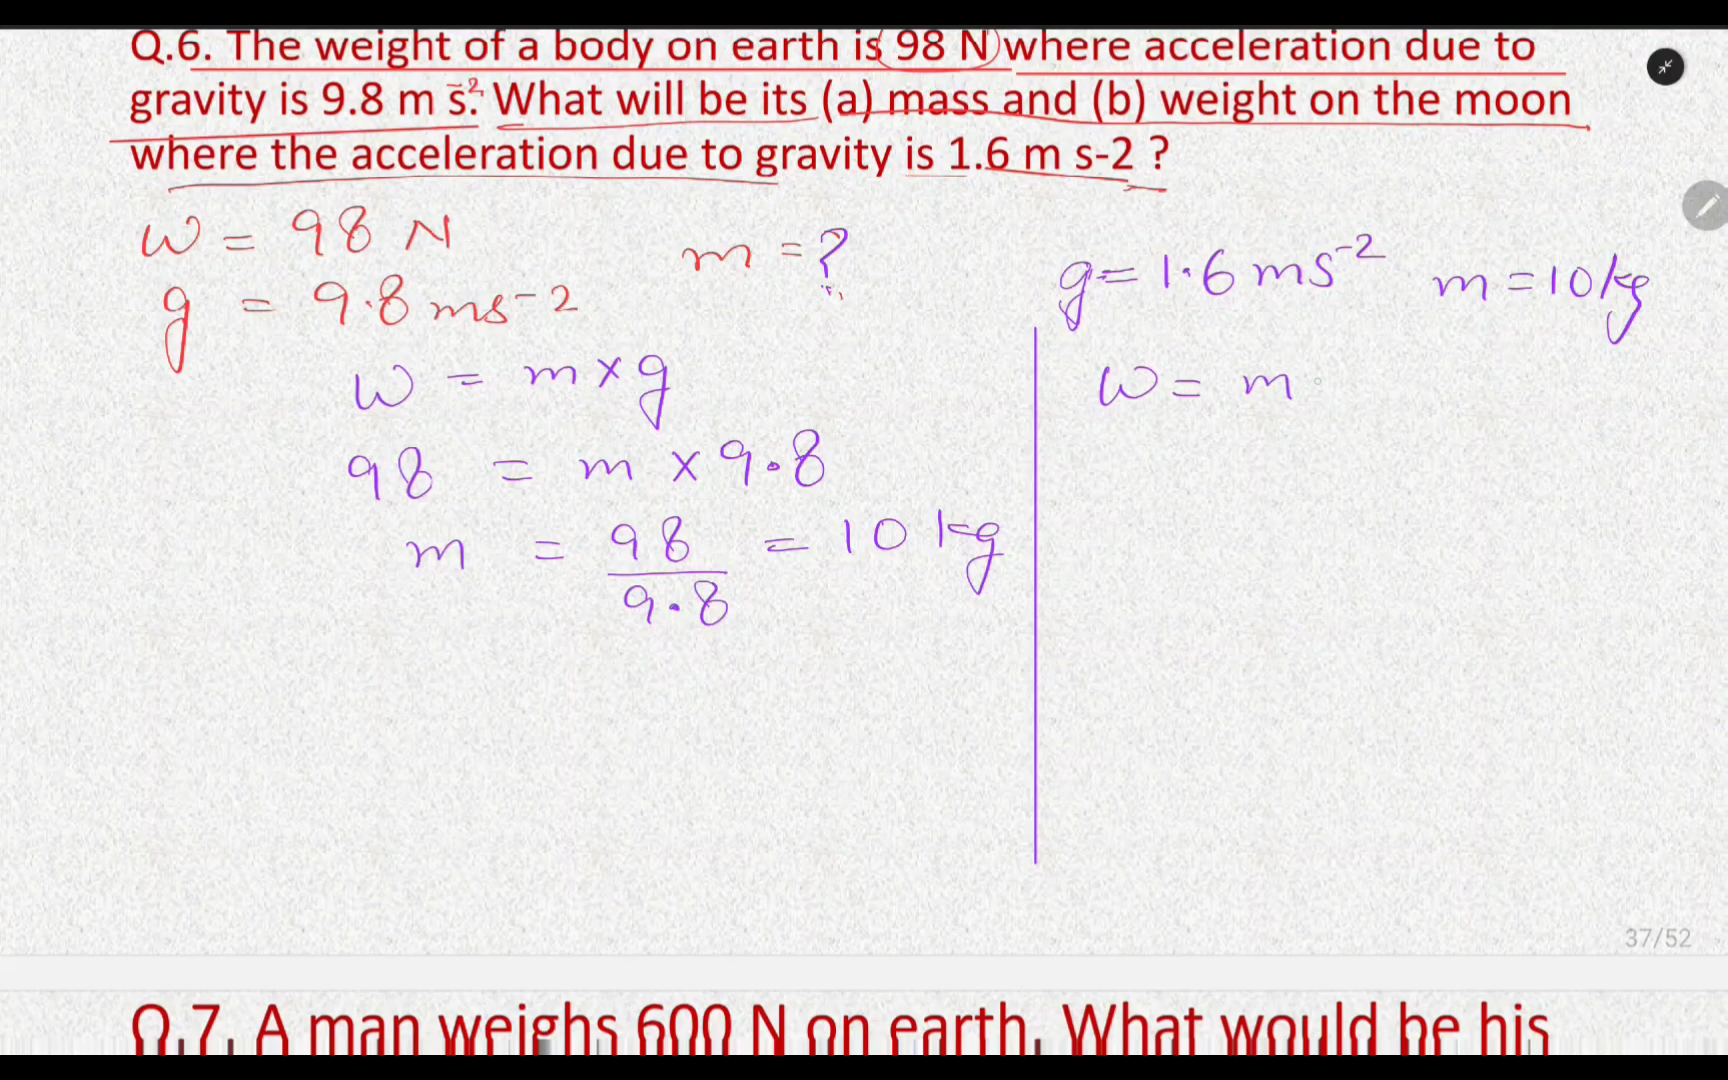 Q.6. The weight of a body on earth is 98 N where acceleration due to
gravity is 9.8 m s⁻². What will be its (a) mass and (b) weight on the moon
where the acceleration due to gravity is 1.6 m s-2 ?
w = 98 N
m = ?
g = 9.8 ms⁻²
w = m × g
98 = m × 9.8
m = 98/9.8 = 10 kg
g = 1.6 ms⁻² m = 10 kg
w = m
37/52
Q.7. A man weighs 600 N on earth. What would be his